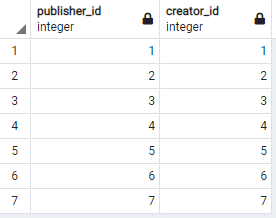 publisher_id creator_id
integer integer
1 1 1
2 2 2
3 3 3
4 4 4
5 5 5
6 6 6
7 7 7